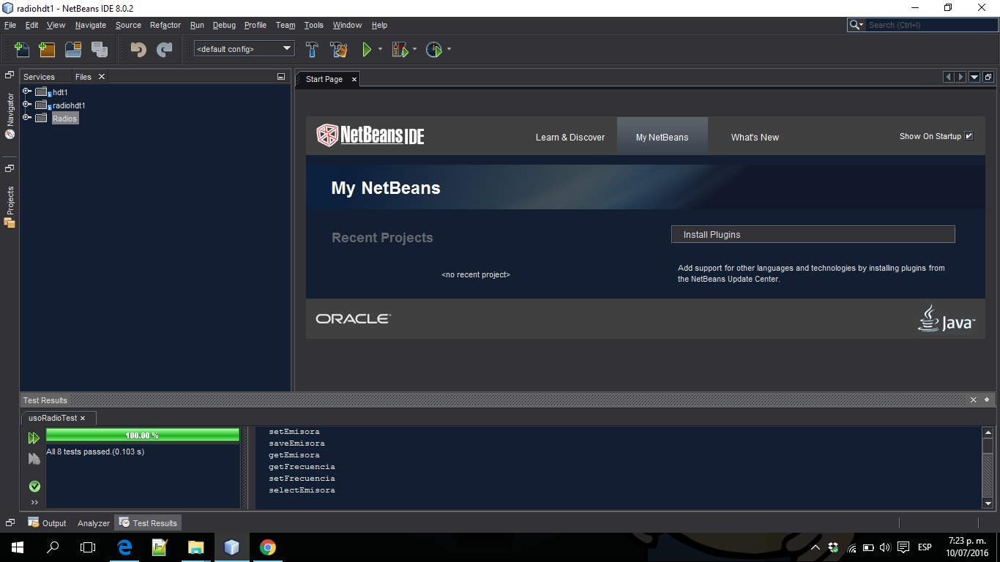 radiohdt1 - NetBeans IDE 8.0.2
File Edit View Navigate Source Refactor Run Debug Profile Team Tools Window Help
Search (Ctrl+I)
<default config>
Services Files
Start Page
Navigator
Projects
hdt1
radiohdt1
Radios
NetBeans IDE
Learn & Discover
My NetBeans
What's New
Show On Startup
My NetBeans
Recent Projects
<no recent project>
Install Plugins
Add support for other languages and technologies by installing plugins from
the NetBeans Update Center.
ORACLE
Java™
Test Results
usoRadioTest
100.00 %
All 8 tests passed.(0.103 s)
setEmisora
saveEmisora
getEmisora
getFrecuencia
setFrecuencia
selectEmisora
Output Analyzer Test Results
ESP
7:23 p. m.
10/07/2016